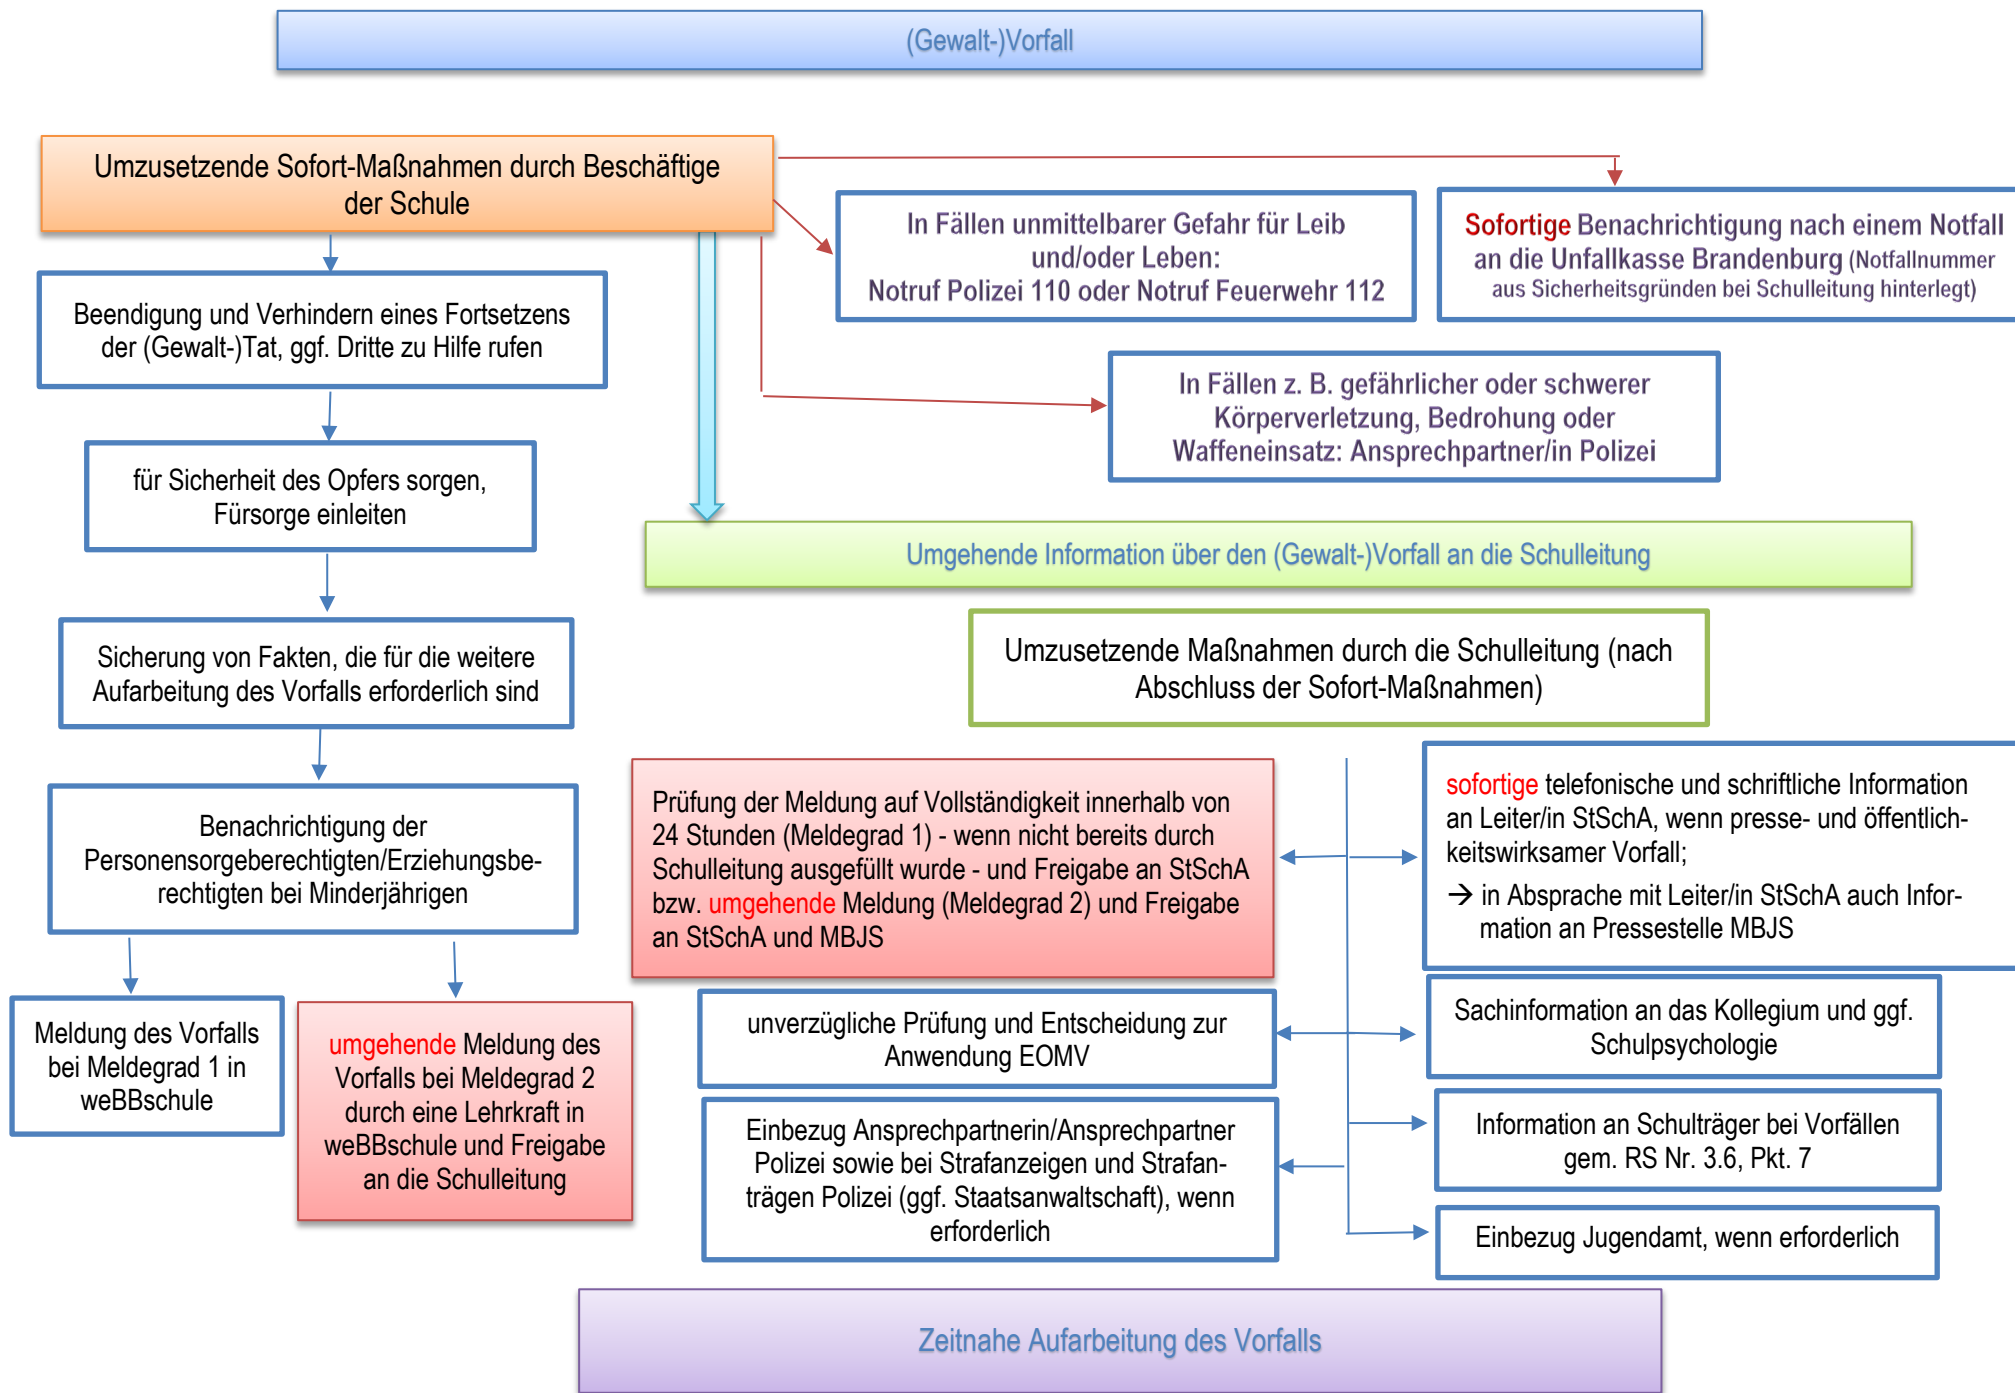 (Gewalt-)Vorfall
Umzusetzende Sofort-Maßnahmen durch Beschäftige
der Schule
In Fällen unmittelbarer Gefahr für Leib
und/oder Leben:
Notruf Polizei 110 oder Notruf Feuerwehr 112
Sofortige Benachrichtigung nach einem Notfall
an die Unfallkasse Brandenburg (Notfallnummer
aus Sicherheitsgründen bei Schulleitung hinterlegt)
Beendigung und Verhindern eines Fortsetzens
der (Gewalt-)Tat, ggf. Dritte zu Hilfe rufen
In Fällen z. B. gefährlicher oder schwerer
Körperverletzung, Bedrohung oder
Waffeneinsatz: Ansprechpartner/in Polizei
für Sicherheit des Opfers sorgen,
Fürsorge einleiten
Umgehende Information über den (Gewalt-)Vorfall an die Schulleitung
Sicherung von Fakten, die für die weitere
Aufarbeitung des Vorfalls erforderlich sind
Umzusetzende Maßnahmen durch die Schulleitung (nach
Abschluss der Sofort-Maßnahmen)
Benachrichtigung der
Personensorgeberechtigten/Erziehungsbe-
rechtigten bei Minderjährigen
Prüfung der Meldung auf Vollständigkeit innerhalb von
24 Stunden (Meldegrad 1) - wenn nicht bereits durch
Schulleitung ausgefüllt wurde - und Freigabe an StSchA
bzw. umgehende Meldung (Meldegrad 2) und Freigabe
an StSchA und MBJS
sofortige telefonische und schriftliche Information
an Leiter/in StSchA, wenn presse- und öffentlich-
keitswirksamer Vorfall;
→ in Absprache mit Leiter/in StSchA auch Infor-
mation an Pressestelle MBJS
Meldung des Vorfalls
bei Meldegrad 1 in
weBBschule
umgehende Meldung des
Vorfalls bei Meldegrad 2
durch eine Lehrkraft in
weBBschule und Freigabe
an die Schulleitung
unverzügliche Prüfung und Entscheidung zur
Anwendung EOMV
Sachinformation an das Kollegium und ggf.
Schulpsychologie
Einbezug Ansprechpartnerin/Ansprechpartner
Polizei sowie bei Strafanzeigen und Strafan-
trägen Polizei (ggf. Staatsanwaltschaft), wenn
erforderlich
Information an Schulträger bei Vorfällen
gem. RS Nr. 3.6, Pkt. 7
Einbezug Jugendamt, wenn erforderlich
Zeitnahe Aufarbeitung des Vorfalls